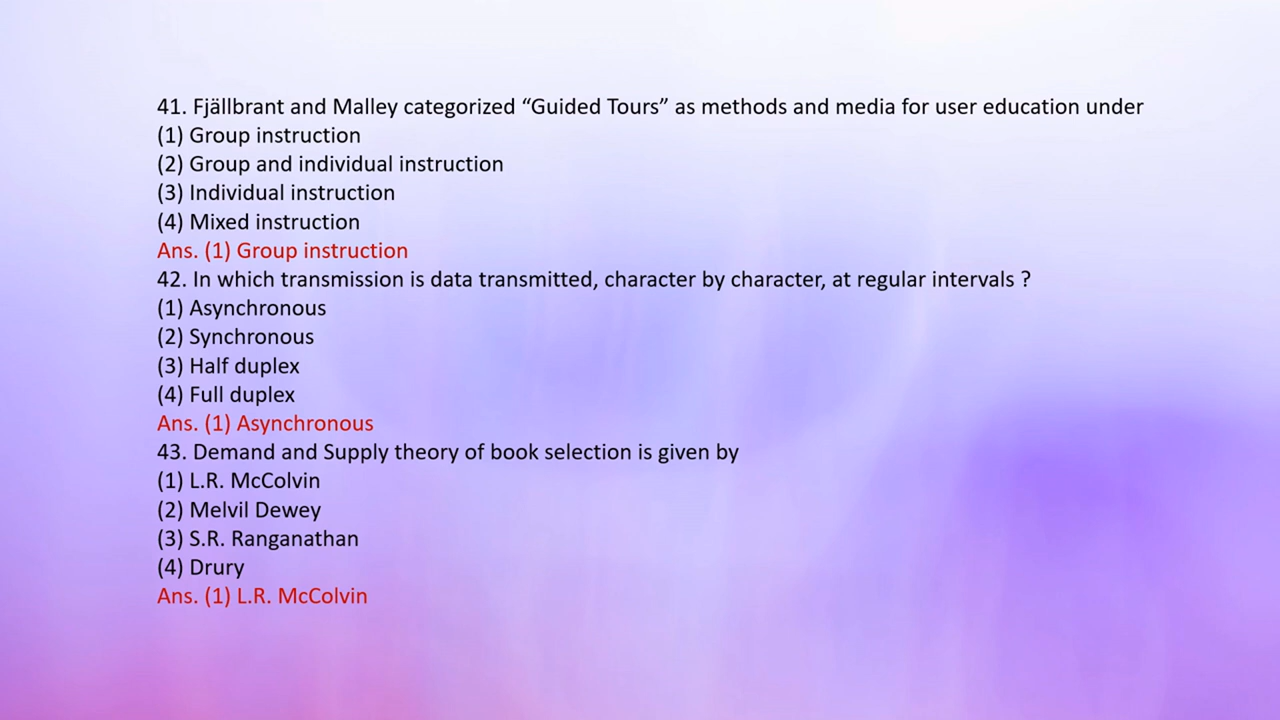 41. Fjällbrant and Malley categorized “Guided Tours” as methods and media for user education under
(1) Group instruction
(2) Group and individual instruction
(3) Individual instruction
(4) Mixed instruction
Ans. (1) Group instruction
42. In which transmission is data transmitted, character by character, at regular intervals ?
(1) Asynchronous
(2) Synchronous
(3) Half duplex
(4) Full duplex
Ans. (1) Asynchronous
43. Demand and Supply theory of book selection is given by
(1) L.R. McColvin
(2) Melvil Dewey
(3) S.R. Ranganathan
(4) Drury
Ans. (1) L.R. McColvin